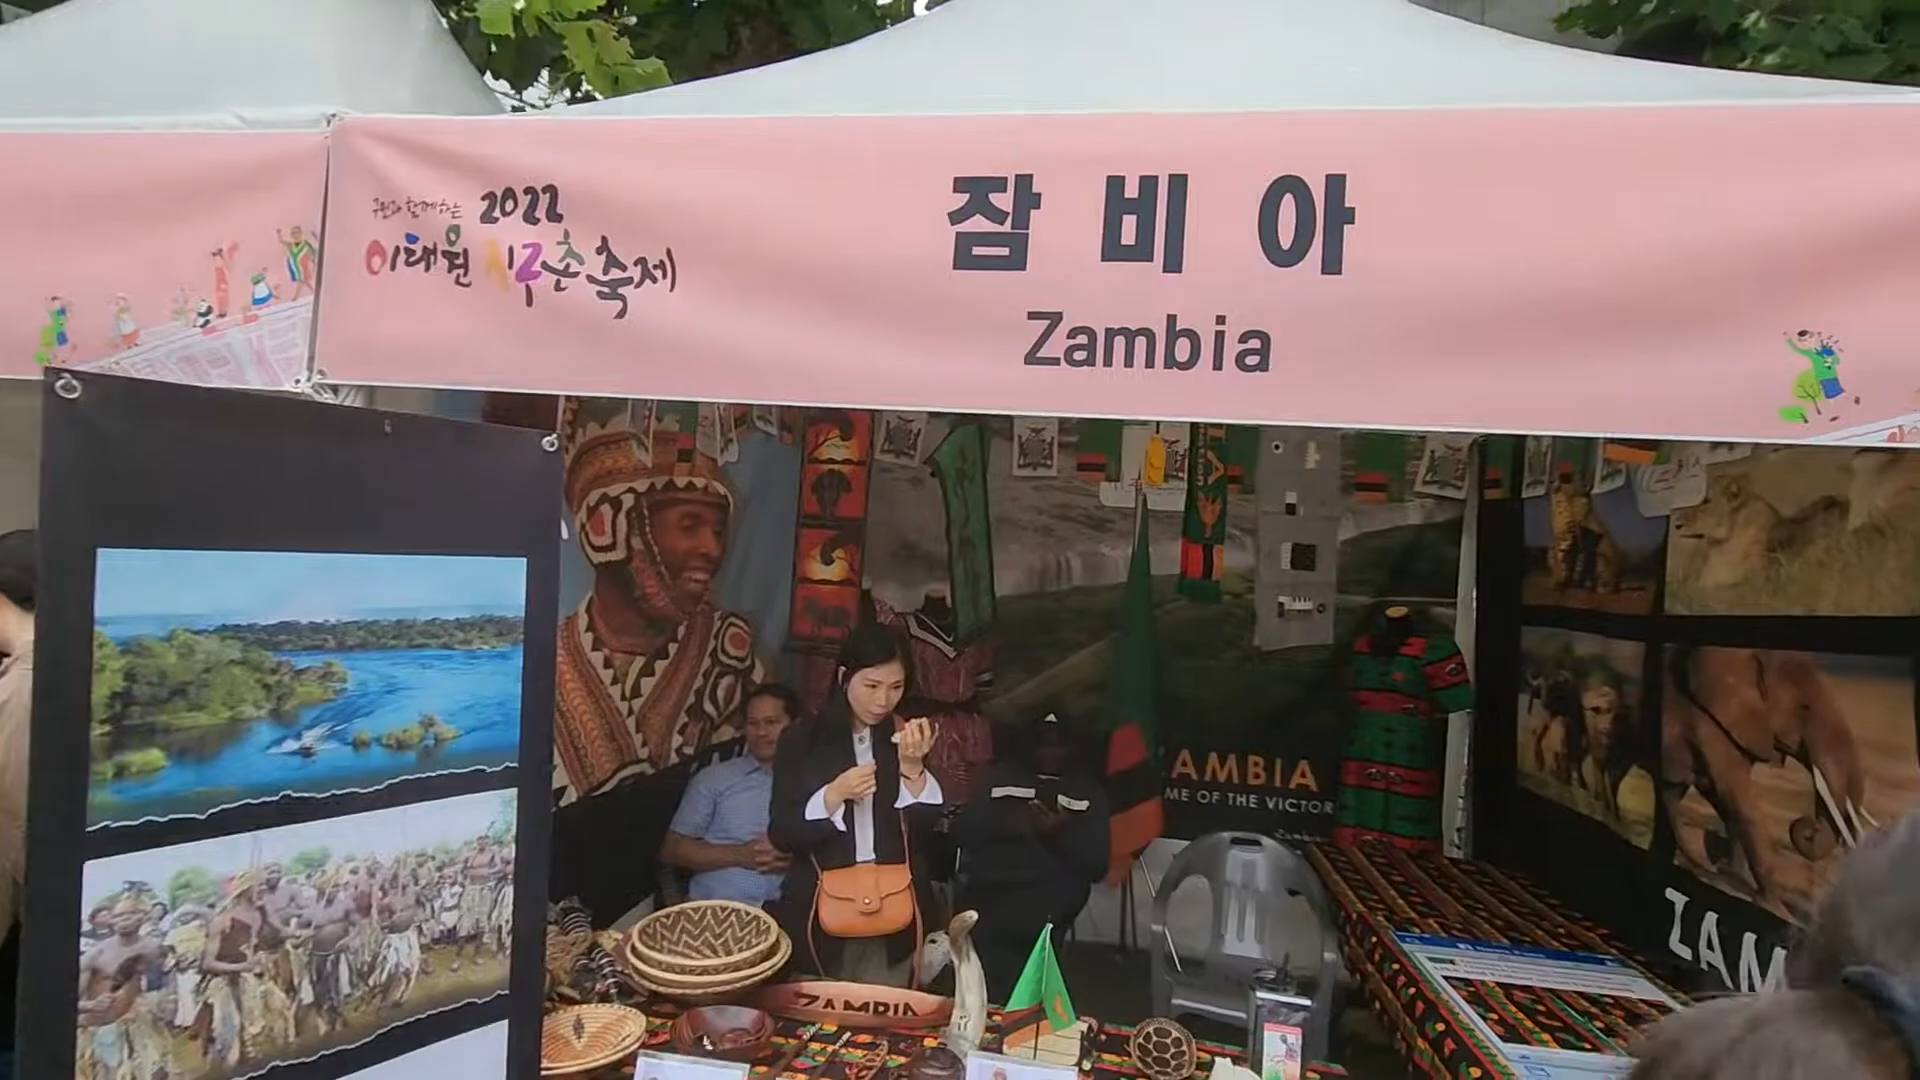 구민과 함께하는 2022
이태원 지구촌축제
잠비아
Zambia
ZAMBIA
AMBIA
ME OF THE VICTOR
ZAM